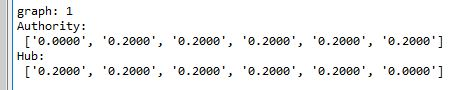 graph: 1
Authority:
['0.0000', '0.2000', '0.2000', '0.2000', '0.2000', '0.2000']
Hub:
['0.2000', '0.2000', '0.2000', '0.2000', '0.2000', '0.0000']